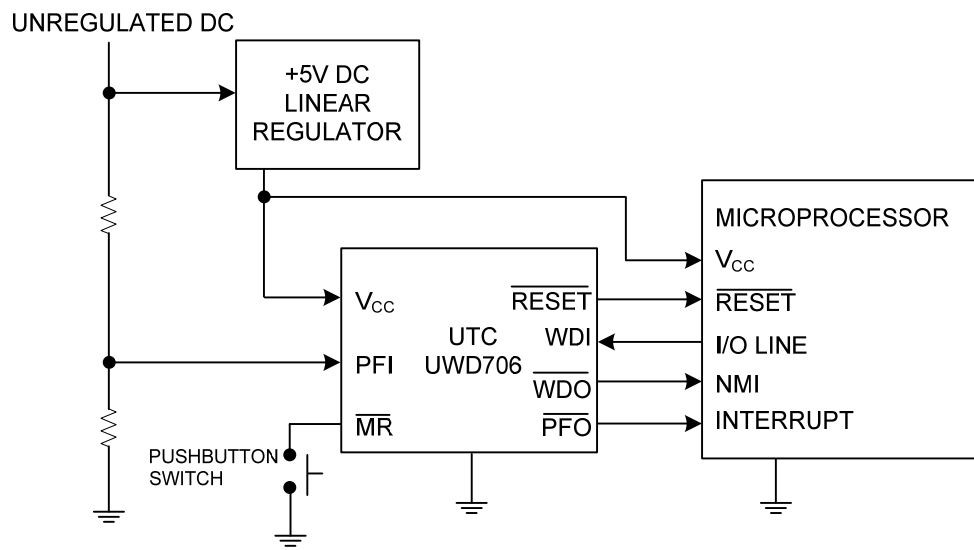 UNREGULATED DC
+5V DC
LINEAR
REGULATOR
MICROPROCESSOR
VCC
RESET
I/O LINE
NMI
INTERRUPT
VCC
PFI
MR
UTC
UWD706
RESET
WDI
WDO
PFO
PUSHBUTTON
SWITCH